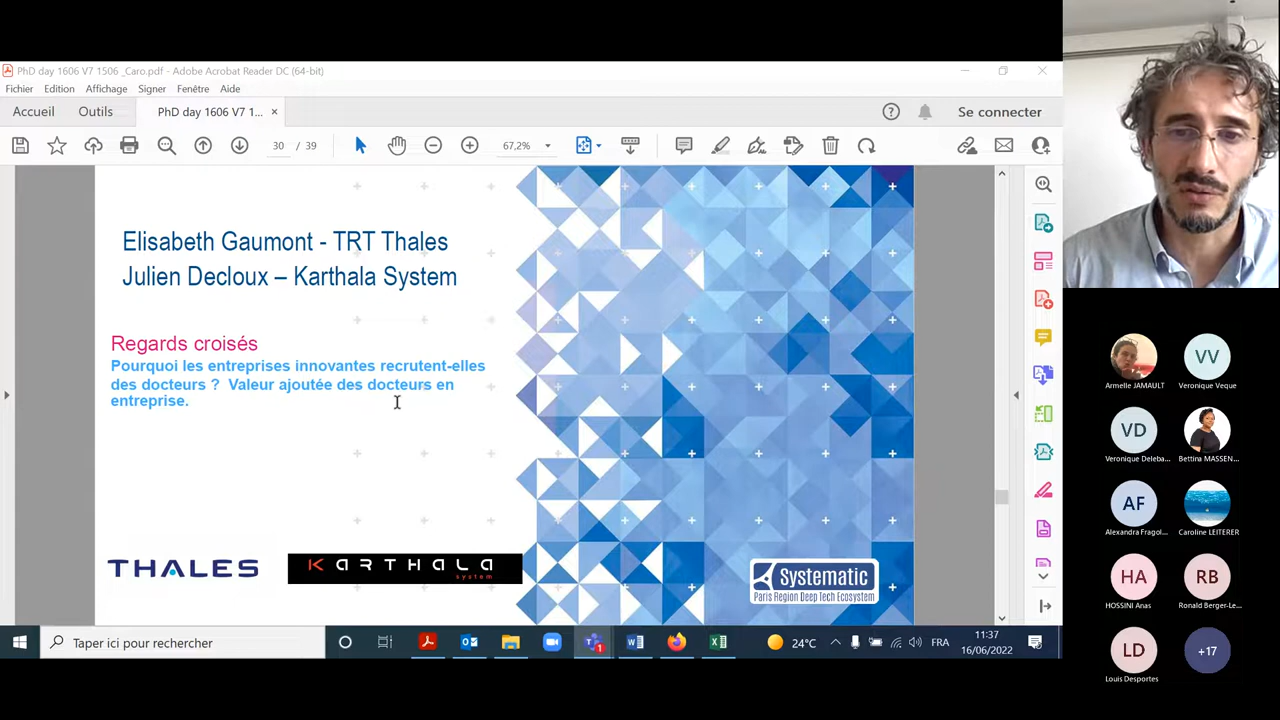 PhD day 1606 V7 1506 _Caro.pdf - Adobe Acrobat Reader DC (64-bit)
Fichier Edition Affichage Signer Fenêtre Aide
Accueil Outils PhD day 1606 V7 1... × Se connecter
30 / 39 67,2%
Elisabeth Gaumont - TRT Thales
Julien Decloux – Karthala System
Regards croisés
Pourquoi les entreprises innovantes recrutent-elles
des docteurs ? Valeur ajoutée des docteurs en
entreprise.
THALES
KARTHALA
system
Systematic
Paris Region Deep Tech Ecosystem
Taper ici pour rechercher
24°C
FRA
11:37
16/06/2022
Armelle JAMAULT
VV
Veronique Veque
VD
Veronique Deleba...
Bettina MASSEN...
AF
Alexandra Fragol...
Caroline LEITERER
HA
HOSSINI Anas
RB
Ronald Berger-Le...
LD
Louis Desportes
+17